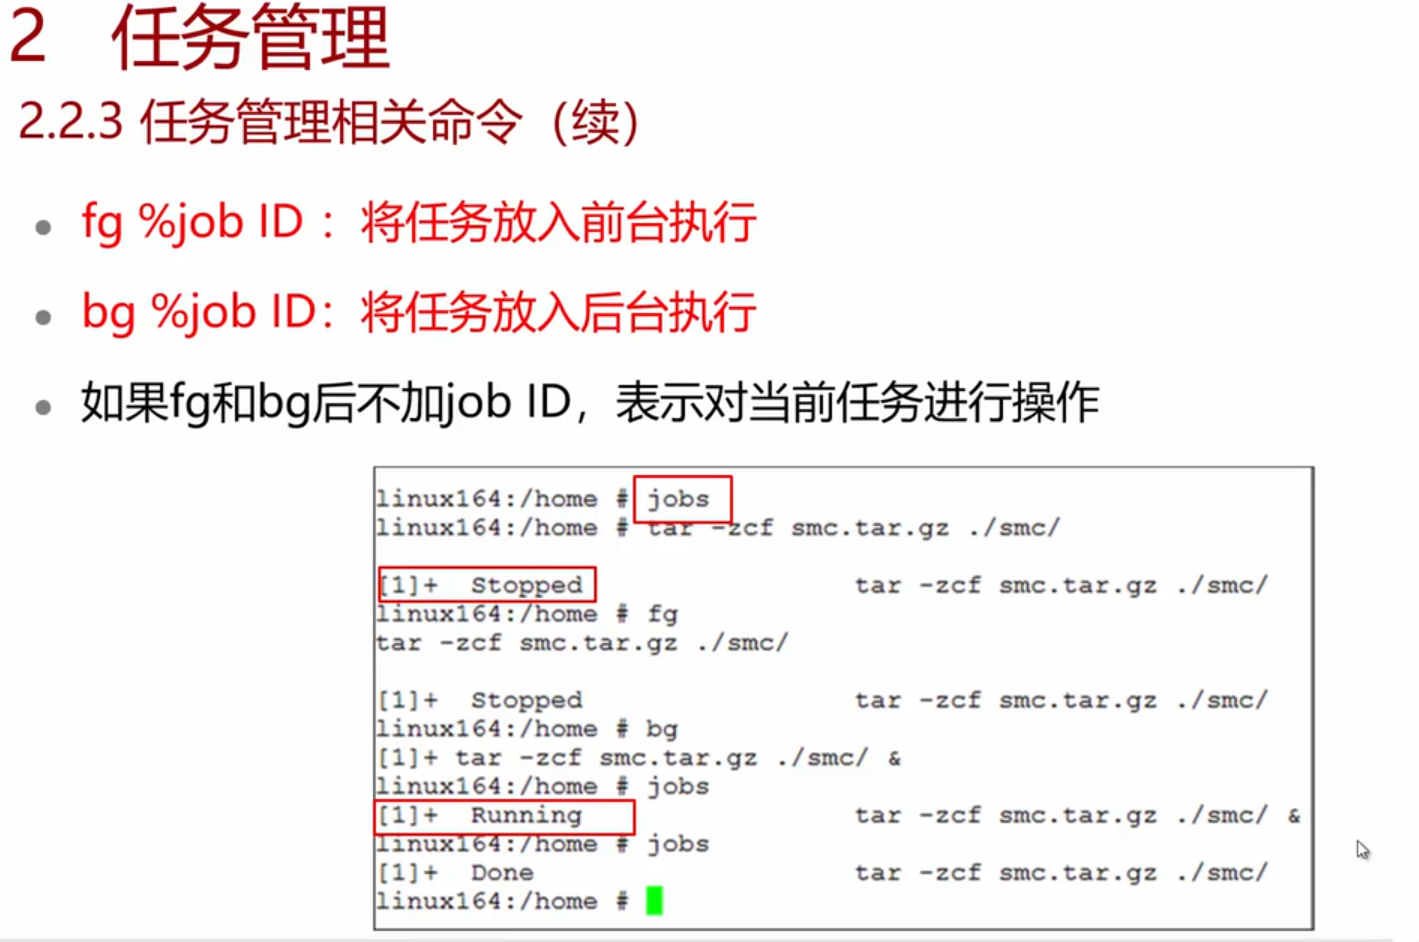 2 任务管理
2.2.3 任务管理相关命令（续）
• fg %job ID ：将任务放入前台执行
• bg %job ID：将任务放入后台执行
• 如果fg和bg后不加job ID，表示对当前任务进行操作
linux164:/home # jobs
linux164:/home # tar -zcf smc.tar.gz ./smc/
[1]+ Stopped tar -zcf smc.tar.gz ./smc/
linux164:/home # fg
tar -zcf smc.tar.gz ./smc/
[1]+ Stopped tar -zcf smc.tar.gz ./smc/
linux164:/home # bg
[1]+ tar -zcf smc.tar.gz ./smc/ &
linux164:/home # jobs
[1]+ Running tar -zcf smc.tar.gz ./smc/ &
linux164:/home # jobs
[1]+ Done tar -zcf smc.tar.gz ./smc/
linux164:/home #